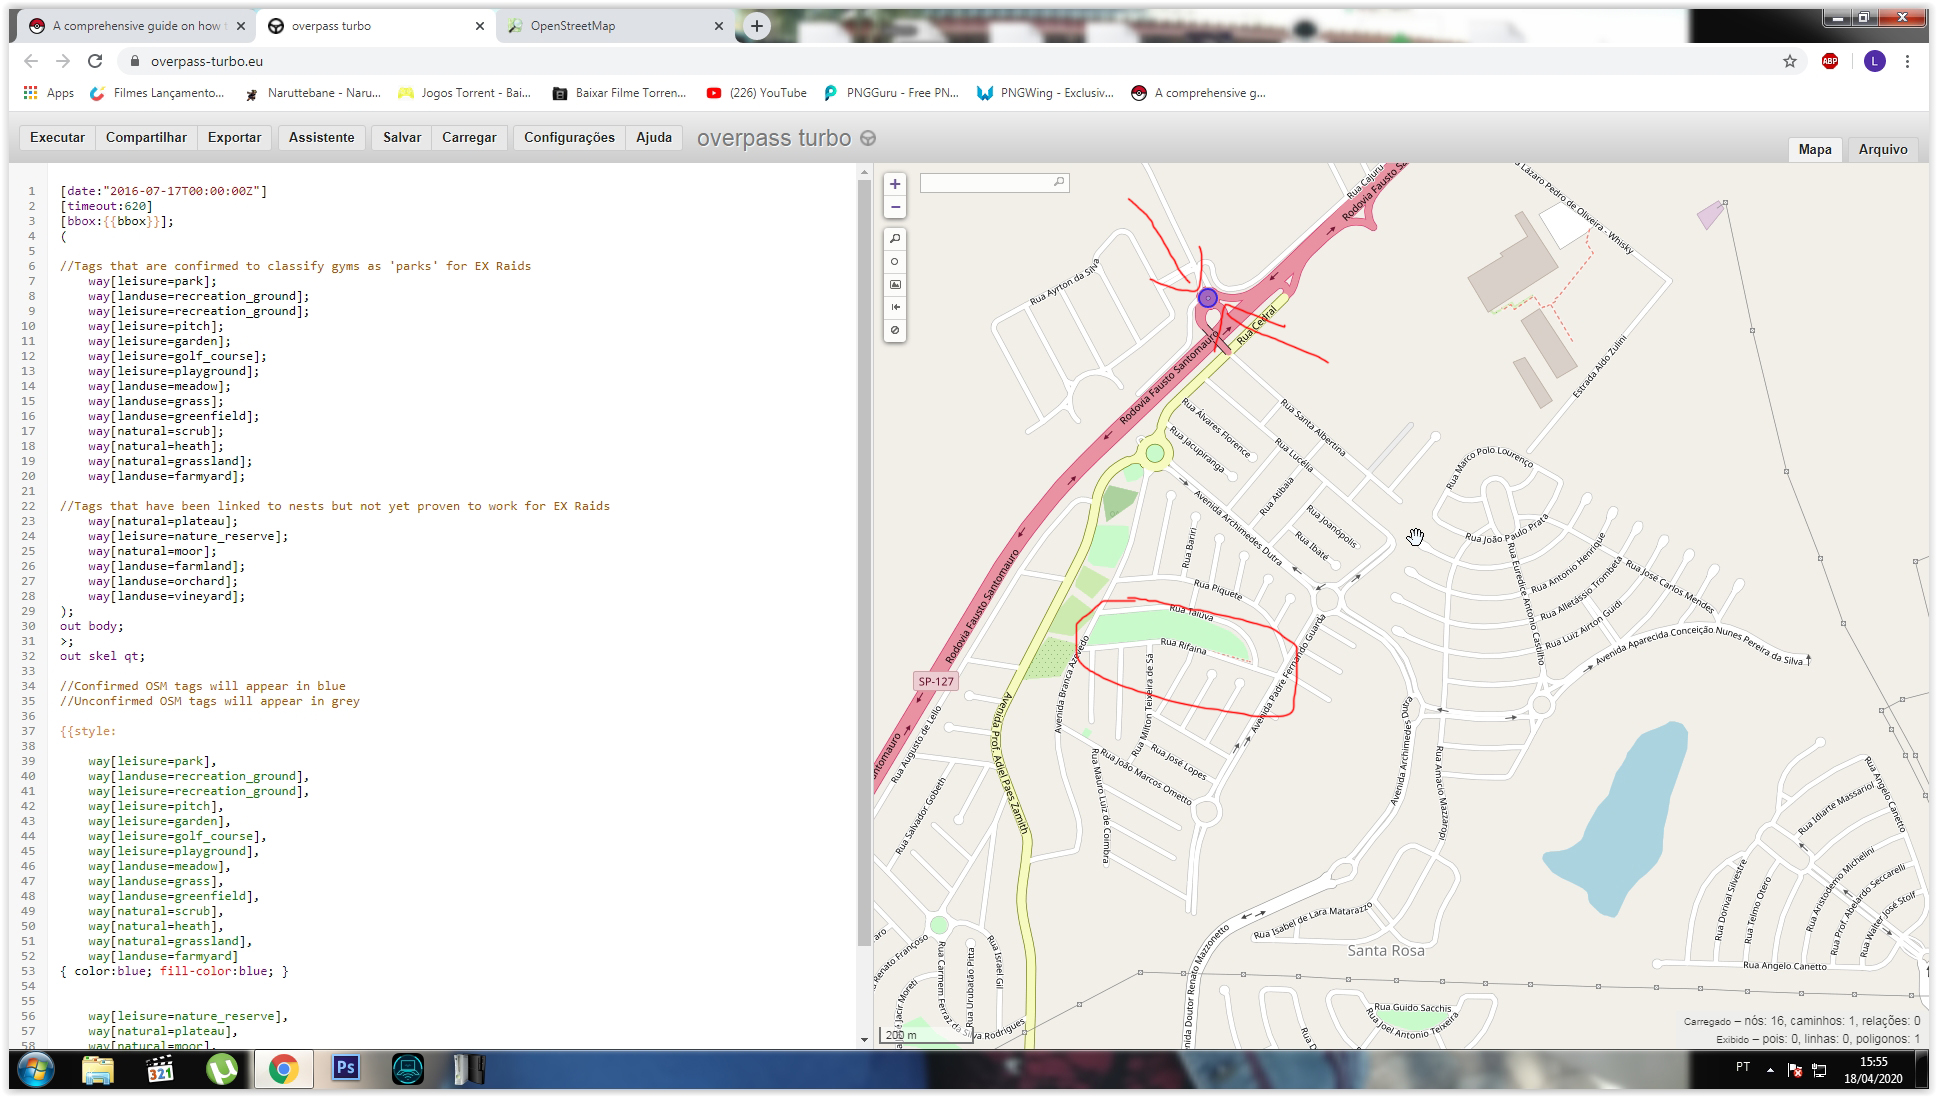 A comprehensive guide on how t
overpass turbo
OpenStreetMap
overpass-turbo.eu
ABP
L
Apps
Filmes Lançamento...
Naruttebane - Naru...
Jogos Torrent - Bai...
Baixar Filme Torren...
(226) YouTube
PNGGuru - Free PN...
PNGWing - Exclusiv...
A comprehensive g...
Executar
Compartilhar
Exportar
Assistente
Salvar
Carregar
Configurações
Ajuda
overpass turbo
Mapa
Arquivo
1 [date:"2016-07-17T00:00:00Z"]
2 [timeout:620]
3 [bbox:{{bbox}}];
4 (
5
6 //Tags that are confirmed to classify gyms as 'parks' for EX Raids
7 way[leisure=park];
8 way[landuse=recreation_ground];
9 way[leisure=recreation_ground];
10 way[leisure=pitch];
11 way[leisure=garden];
12 way[leisure=golf_course];
13 way[leisure=playground];
14 way[landuse=meadow];
15 way[landuse=grass];
16 way[landuse=greenfield];
17 way[natural=scrub];
18 way[natural=heath];
19 way[natural=grassland];
20 way[landuse=farmyard];
21
22 //Tags that have been linked to nests but not yet proven to work for EX Raids
23 way[natural=plateau];
24 way[leisure=nature_reserve];
25 way[natural=moor];
26 way[landuse=farmland];
27 way[landuse=orchard];
28 way[landuse=vineyard];
29 );
30 out body;
31 >;
32 out skel qt;
33
34 //Confirmed OSM tags will appear in blue
35 //Unconfirmed OSM tags will appear in grey
36
37 {{style:
38
39 way[leisure=park],
40 way[landuse=recreation_ground],
41 way[leisure=recreation_ground],
42 way[leisure=pitch],
43 way[leisure=garden],
44 way[leisure=golf_course],
45 way[leisure=playground],
46 way[landuse=meadow],
47 way[landuse=grass],
48 way[landuse=greenfield],
49 way[natural=scrub],
50 way[natural=heath],
51 way[natural=grassland],
52 way[landuse=farmyard]
53 { color:blue; fill-color:blue; }
54
55
56 way[leisure=nature_reserve],
57 way[natural=plateau],
58 way[natural=moor],
+
−
Rua Cajuru
Rodovia Fausto Sa
Lázaro Pedro de Oliveira - Whisky
Rua Ayrton da Silva
Rua Cedral
Rodovia Fausto Santomauro
Estrada Aldo Zulini
Rua Santa Albertina
Rua Álvares Florence
Rua Jacupiranga
Rua Lucélia
Rua Atibaia
Rua Marco Polo Lourenço
Avenida Archimedes Dutra
Rua Joanópolis
Rua Ibaté
Rua Bariri
Rua João Paulo Prata
Rua Euredice Antonio Castilho
Rua Antonio Henrique
Rua Alletássio Trombeta
Rua Luiz Airton Guidi
Rua José Carlos Mendes
Avenida Aparecida Conceição Nunes Pereira da Silva
Rodovia Fausto Santomauro
Rua Piquete
Rua Taiuva
Rua Rifaina
SP-127
Avenida Branca Azevedo
Rua Milton Teixeira de Sá
Avenida Padre Fernando Guarda
Avenida Prof. Adiel Paes Zamith
Rua Augusto de Lello
antomauro
Rua Salvador Gobeth
Rua José Lopes
Rua João Marcos Ometto
Rua Mauro Luiz de Coimbra
Avenida Archimedes Dutra
Rua Amacio Mazzaropi
Rua Angelo Canetto
Rua Idiarte Massariol
Rua Aristodemo Michelini
Rua Prof. Abelardo Seccarelli
Rua Walter José Stolf
Rua Dorival Silvestre
Rua Telmo Otero
Rua Angelo Canetto
Rua Isabel de Lara Matarazzo
Santa Rosa
Avenida Doutor Renato Mazzonetto
Rua Guido Sacchis
Rua Joel Antonio Teixeira
Renato Françoso
Rua Carmem Ferraz da Silva Rodrigues
Rua Urubatão Pitta
Rua Israel Gil
Jacir Moreti
200 m
Carregado – nós: 16, caminhos: 1, relações: 0
Exibido – pois: 0, linhas: 0, polígonos: 1
321
Ps
PT
15:55
18/04/2020